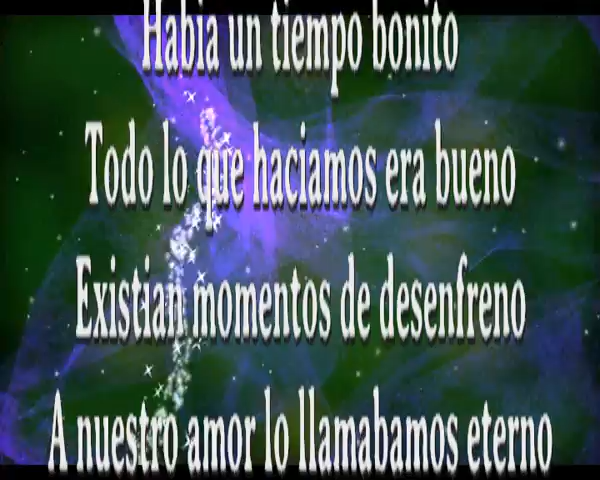 Habia un tiempo bonito
Todo lo que haciamos era bueno
Existian momentos de desenfreno
A nuestro amor lo llamabamos eterno